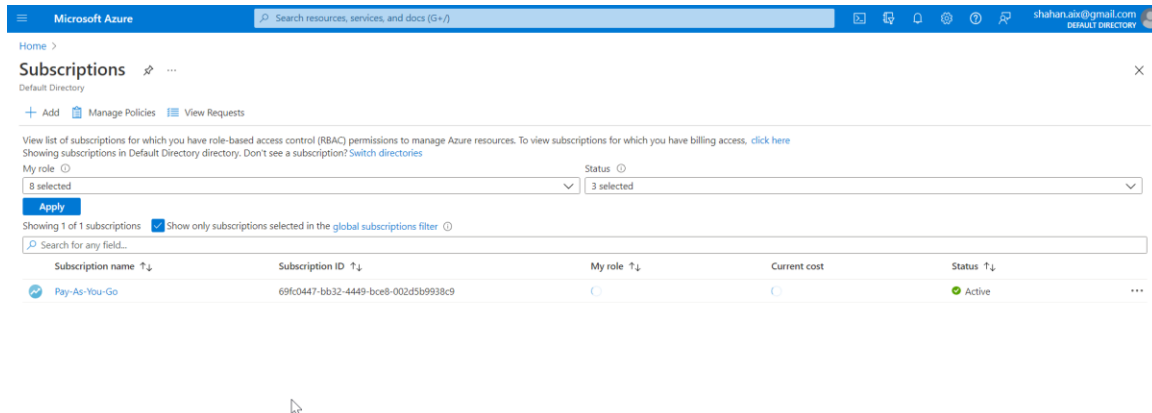 Microsoft Azure
Search resources, services, and docs (G+/)
shahan.aix@gmail.com
DEFAULT DIRECTORY
Home >
Subscriptions ...
Default Directory
+ Add Manage Policies View Requests
View list of subscriptions for which you have role-based access control (RBAC) permissions to manage Azure resources. To view subscriptions for which you have billing access, click here
Showing subscriptions in Default Directory directory. Don't see a subscription? Switch directories
My role Status
8 selected 3 selected
Apply
Showing 1 of 1 subscriptions Show only subscriptions selected in the global subscriptions filter
Search for any field...
Subscription name ↑↓ Subscription ID ↑↓ My role ↑↓ Current cost Status ↑↓
Pay-As-You-Go 69fc0447-bb32-4449-bce8-002d5b9938c9 Active ...